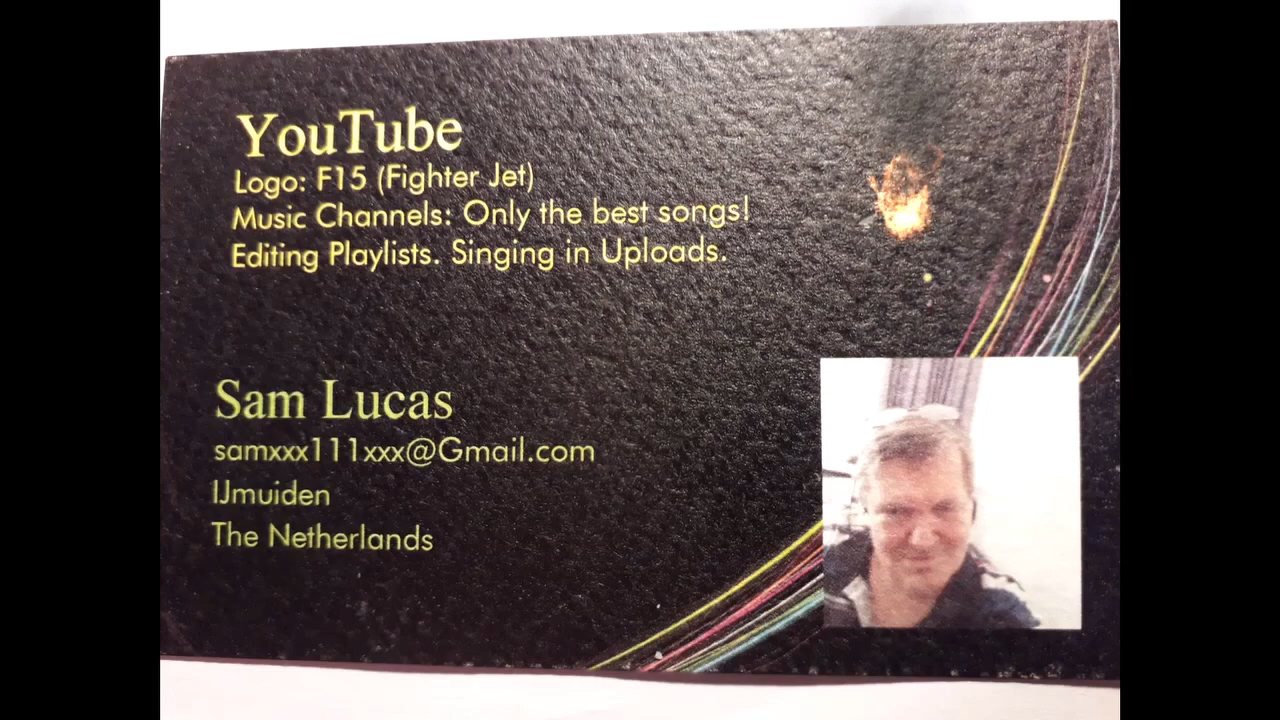 YouTube
Logo: F15 (Fighter Jet)
Music Channels: Only the best songs!
Editing Playlists. Singing in Uploads.
Sam Lucas
samxxx111xxx@Gmail.com
IJmuiden
The Netherlands